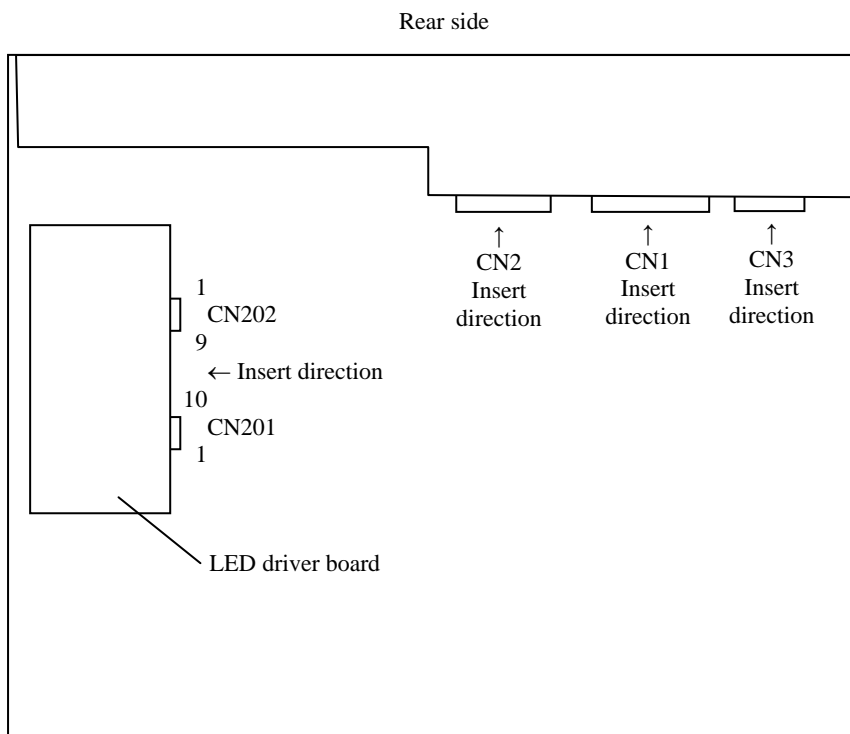 Rear side
↑
CN2
Insert
direction
↑
CN1
Insert
direction
↑
CN3
Insert
direction
1
CN202
9
← Insert direction
10
CN201
1
LED driver board